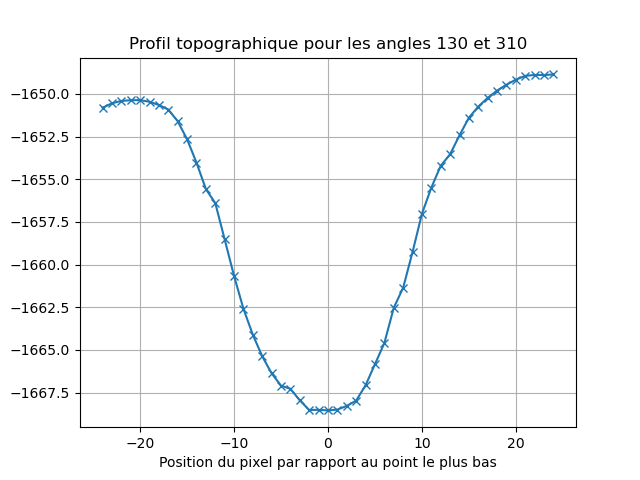 Profil topographique pour les angles 130 et 310
−1650.0
−1652.5
−1655.0
−1657.5
−1660.0
−1662.5
−1665.0
−1667.5
−20 −10 0 10 20
Position du pixel par rapport au point le plus bas